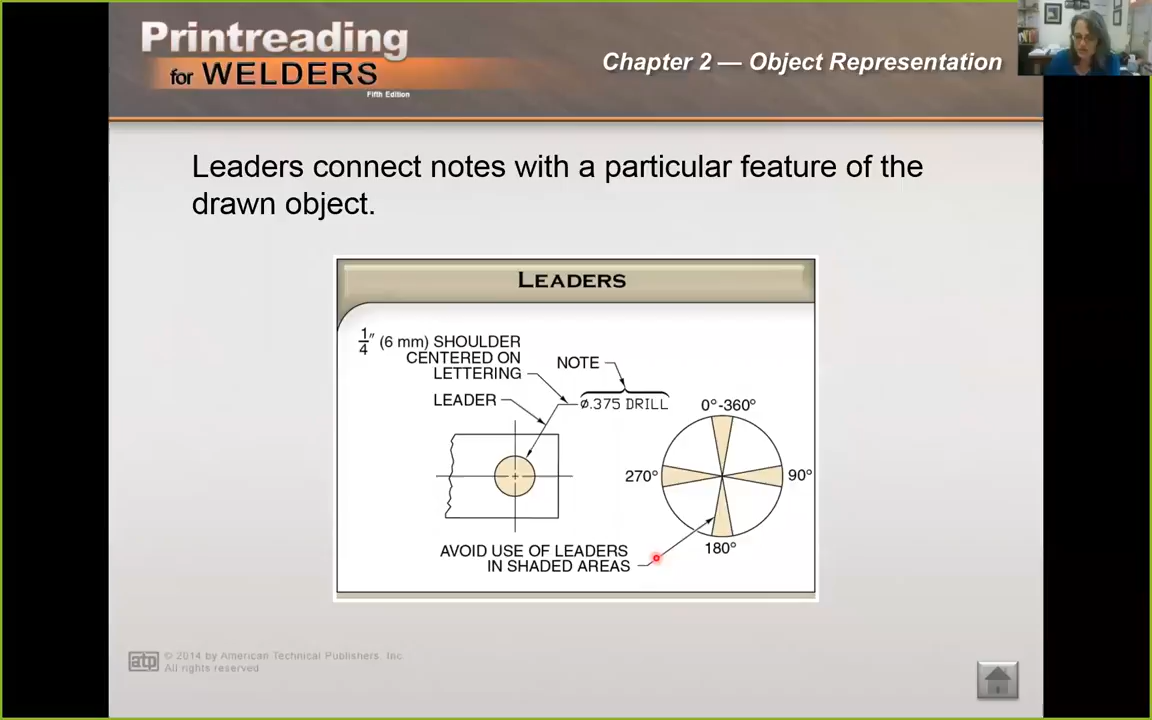 Printreading
for WELDERS
Fifth Edition
Chapter 2 — Object Representation
Leaders connect notes with a particular feature of the
drawn object.
LEADERS
1/4" (6 mm) SHOULDER
CENTERED ON
LETTERING
NOTE
LEADER
Ø.375 DRILL
0°-360°
270°
90°
180°
AVOID USE OF LEADERS
IN SHADED AREAS
atp
© 2014 by American Technical Publishers, Inc.
All rights reserved